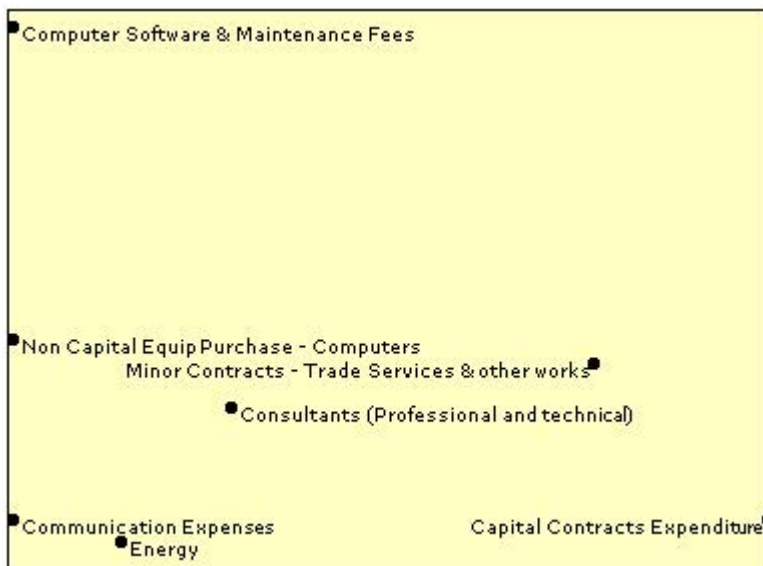 Computer Software & Maintenance Fees
Non Capital Equip Purchase - Computers
Minor Contracts - Trade Services & other works
Consultants (Professional and technical)
Communication Expenses
Capital Contracts Expenditure
Energy